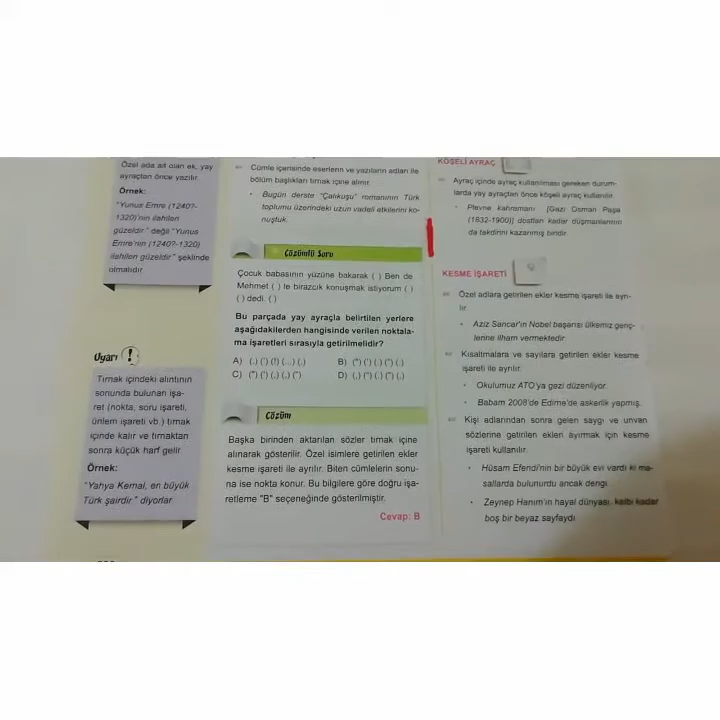 Özel ada ait olan ek, yay
ayraçtan önce yazılır.
Örnek:
"Yunus Emre (1240?-
1320)'nin ilahileri
güzeldir." değil "Yunus
Emre'nin (1240?-1320)
ilahileri güzeldir" şeklinde
olmalıdır.
Uyarı !
Tırnak içindeki alıntının
sonunda bulunan işa-
ret (nokta, soru işareti,
ünlem işareti vb.) tırnak
içinde kalır ve tırnaktan
sonra küçük harf gelir.
Örnek:
"Yahya Kemal, en büyük
Türk şairdir." diyorlar.
Cümle içerisinde eserlerin ve yazıların adları ile
bölüm başlıkları tırnak içine alınır.
• Bugün derste "Çalıkuşu" romanının Türk
toplumu üzerindeki uzun vadeli etkilerini ko-
nuştuk.
Çözümlü Soru
Çocuk babasının yüzüne bakarak ( ) Ben de
Mehmet ( ) le birazcık konuşmak istiyorum ( )
( ) dedi. ( )
Bu parçada yay ayraçla belirtilen yerlere
aşağıdakilerden hangisinde verilen noktala-
ma işaretleri sırasıyla getirilmelidir?
A) (,) (') (!) (...) (.) B) (") (') (.) (") (.)
C) (") (') (.) (.) (") D) (.) (") (.) (") (.)
Çözüm
Başka birinden aktarılan sözler tırnak içine
alınarak gösterilir. Özel isimlere getirilen ekler
kesme işareti ile ayrılır. Biten cümlelerin sonu-
na ise nokta konur. Bu bilgilere göre doğru işa-
retleme "B" seçeneğinde gösterilmiştir.
Cevap: B
KÖŞELİ AYRAÇ
Ayraç içinde ayraç kullanılması gereken durum-
larda yay ayraçtan önce köşeli ayraç kullanılır.
• Plevne kahramanı [Gazi Osman Paşa
(1832-1900)] dostları kadar düşmanlarının
da takdirini kazanmış biridir.
KESME İŞARETİ
Özel adlara getirilen ekler kesme işareti ile ayrı-
lır.
• Aziz Sancar'ın Nobel başarısı ülkemiz genç-
lerine ilham vermektedir.
Kısaltmalara ve sayılara getirilen ekler kesme
işareti ile ayrılır.
• Okulumuz ATO'ya gezi düzenliyor.
• Babam 2008'de Edirne'de askerlik yapmış.
Kişi adlarından sonra gelen saygı ve unvan
sözlerine getirilen ekleri ayırmak için kesme
işareti kullanılır.
• Hüsam Efendi'nin bir büyük evi vardı ki ma-
sallarda bulunurdu ancak dengi.
• Zeynep Hanım'ın hayal dünyası, kalbi kadar
boş bir beyaz sayfaydı.